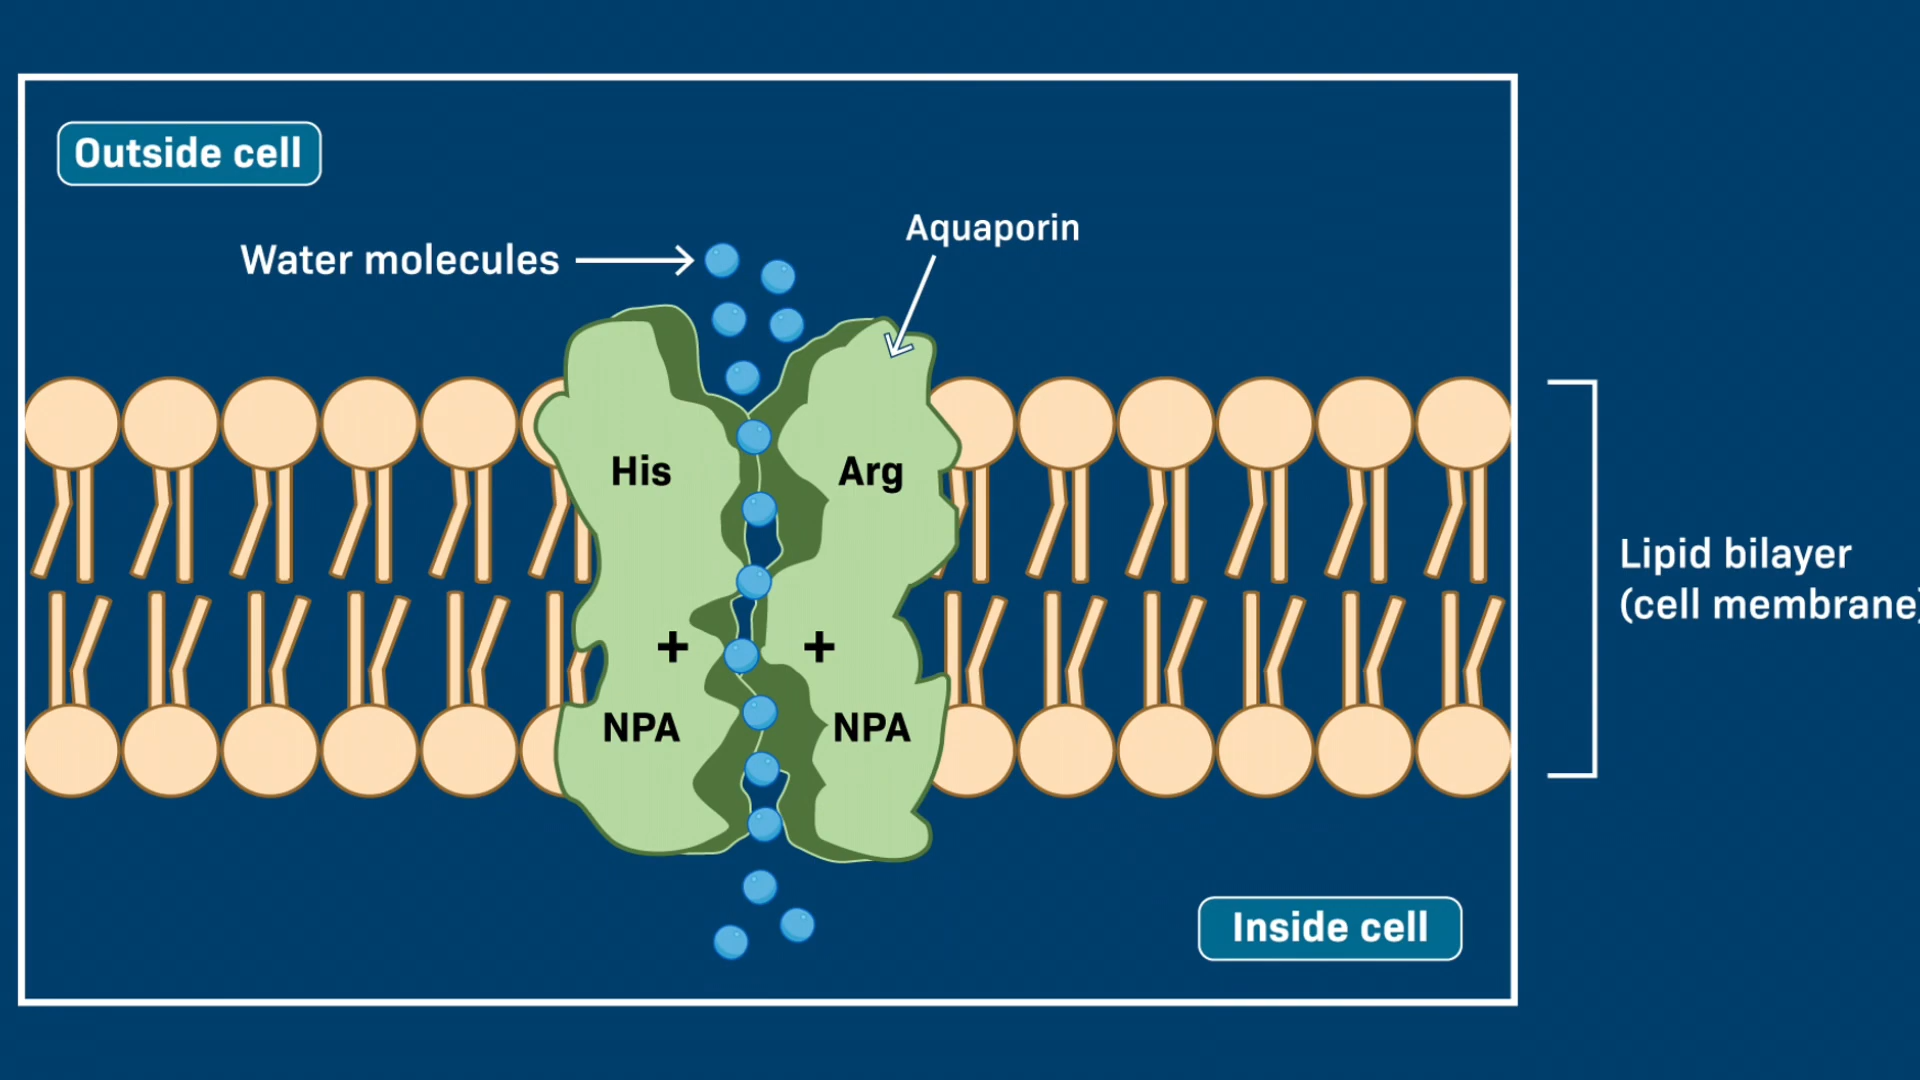 Outside cell
Aquaporin
Water molecules
His
Arg
Lipid bilayer
(cell membrane)
+
+
NPA
NPA
Inside cell